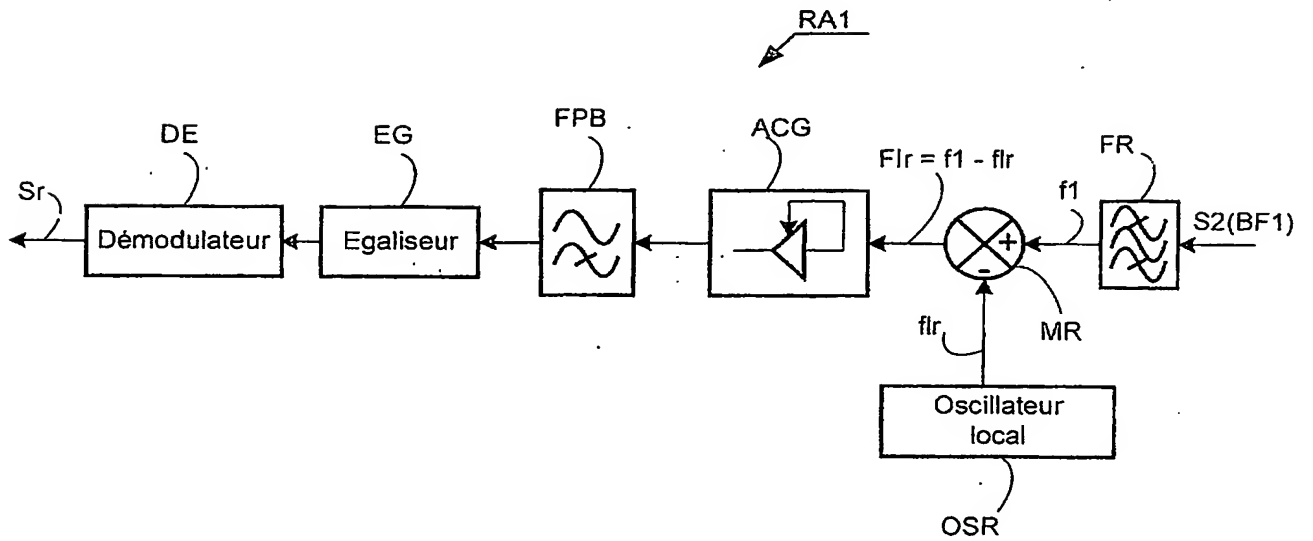 RA1
DE
EG
FPB
ACG
FIr = f1 - flr
FR
Sr
Démodulateur
Egaliseur
+
-
f1
S2(BF1)
flr
MR
Oscillateur
local
OSR